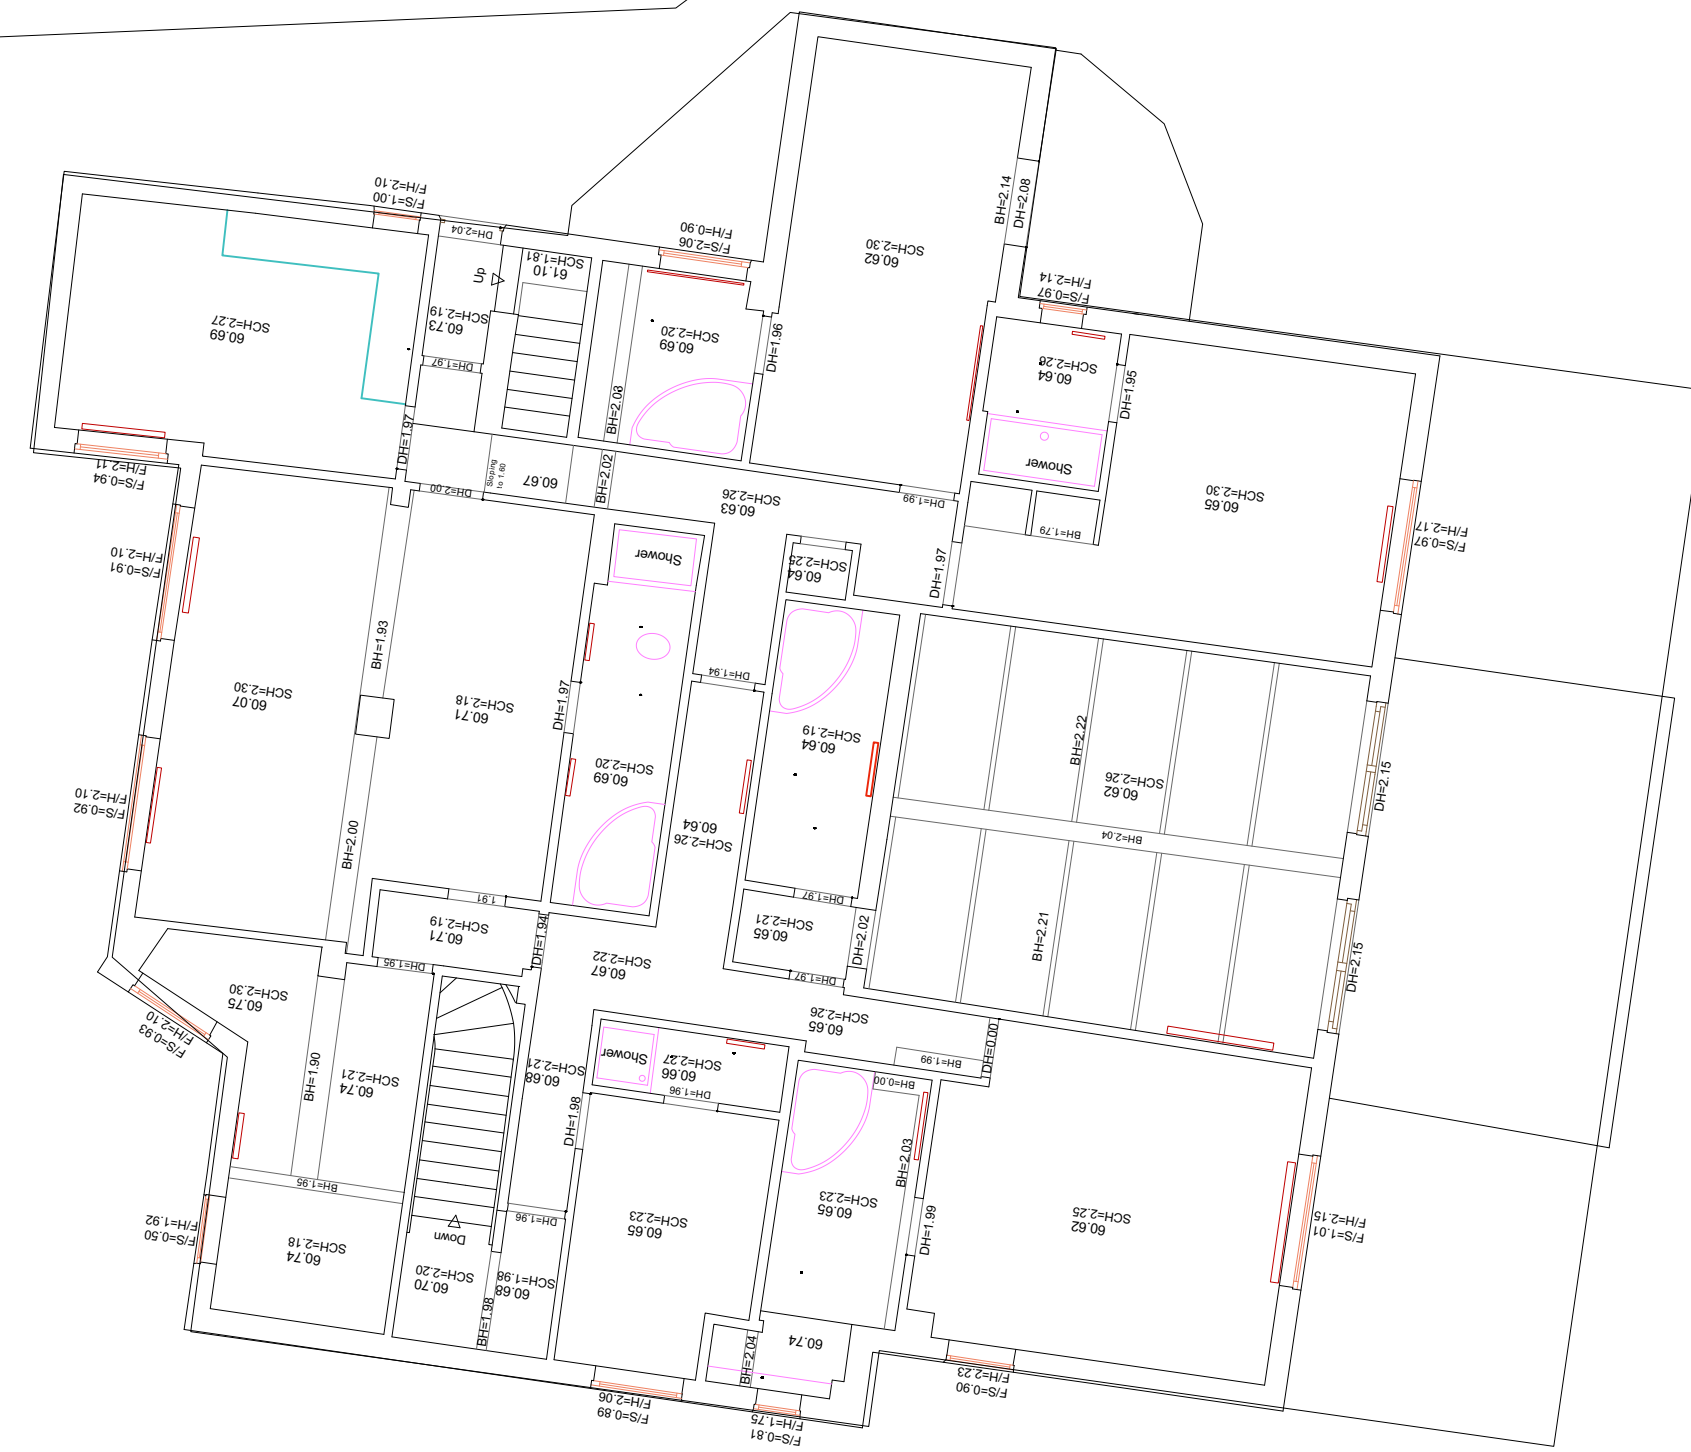 F/S=1.00
F/H=2.10
DH=2.04
Up
61.10
SCH=1.81
60.73
SCH=2.19
DH=1.97
60.69
SCH=2.27
F/S=0.94
F/H=2.11
DH=1.97
F/S=2.06
F/H=0.90
60.69
SCH=2.20
BH=2.03
DH=1.96
60.62
SCH=2.30
BH=2.14
DH=2.08
F/S=0.97
F/H=2.14
60.64
SCH=2.26
DH=1.95
Shower
60.65
SCH=2.30
F/S=0.97
F/H=2.17
BH=1.79
DH=1.99
DH=1.97
Sloping
to 1.60
60.67
BH=2.02
DH=2.00
60.63
SCH=2.26
60.64
SCH=2.25
F/S=0.91
F/H=2.10
BH=1.93
60.07
SCH=2.30
60.71
SCH=2.18
DH=1.97
Shower
60.69
SCH=2.20
DH=1.94
60.64
SCH=2.26
60.64
SCH=2.19
DH=1.97
BH=2.22
60.62
SCH=2.26
BH=2.04
BH=2.21
DH=2.15
DH=2.15
F/S=0.92
F/H=2.10
BH=2.00
1.91
60.71
SCH=2.19
DH=1.94
DH=1.95
60.65
SCH=2.21
DH=2.02
DH=1.97
60.67
SCH=2.22
60.65
SCH=2.26
DH=0.00
BH=1.99
60.75
SCH=2.30
F/S=0.93
F/H=2.10
BH=1.90
60.74
SCH=2.21
60.68
SCH=2.21
Shower
60.66
SCH=2.27
DH=1.96
DH=1.98
BH=0.00
BH=2.03
BH=1.95
F/S=0.50
F/H=1.92
60.74
SCH=2.18
Down
60.70
SCH=2.20
BH=1.98
DH=1.96
60.68
SCH=1.98
60.65
SCH=2.23
60.65
SCH=2.23
DH=1.99
60.62
SCH=2.25
F/S=1.01
F/H=2.15
60.74
BH=2.04
F/S=0.89
F/H=2.06
F/S=0.81
F/H=1.75
F/S=0.90
F/H=2.23